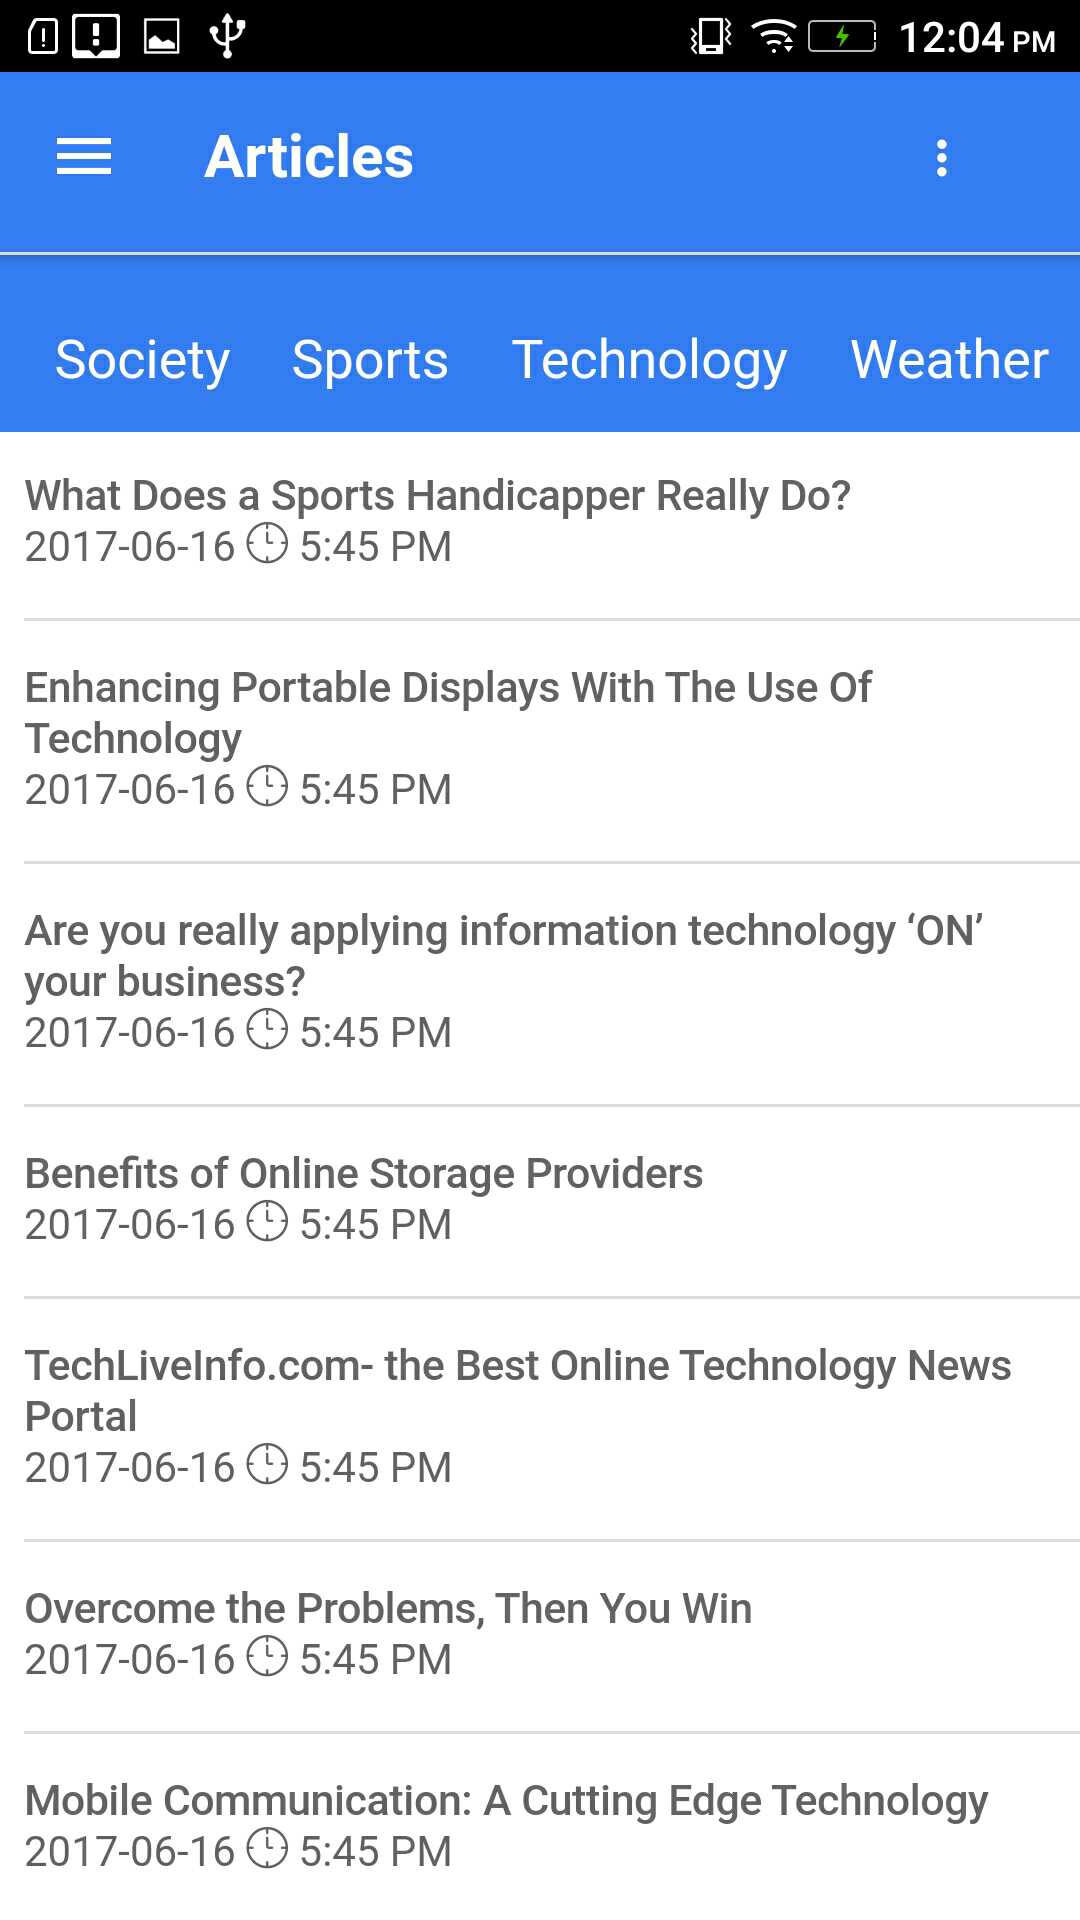 12:04 PM
Articles
Society Sports Technology Weather
What Does a Sports Handicapper Really Do?
2017-06-16 5:45 PM
Enhancing Portable Displays With The Use Of
Technology
2017-06-16 5:45 PM
Are you really applying information technology ‘ON’
your business?
2017-06-16 5:45 PM
Benefits of Online Storage Providers
2017-06-16 5:45 PM
TechLiveInfo.com- the Best Online Technology News
Portal
2017-06-16 5:45 PM
Overcome the Problems, Then You Win
2017-06-16 5:45 PM
Mobile Communication: A Cutting Edge Technology
2017-06-16 5:45 PM